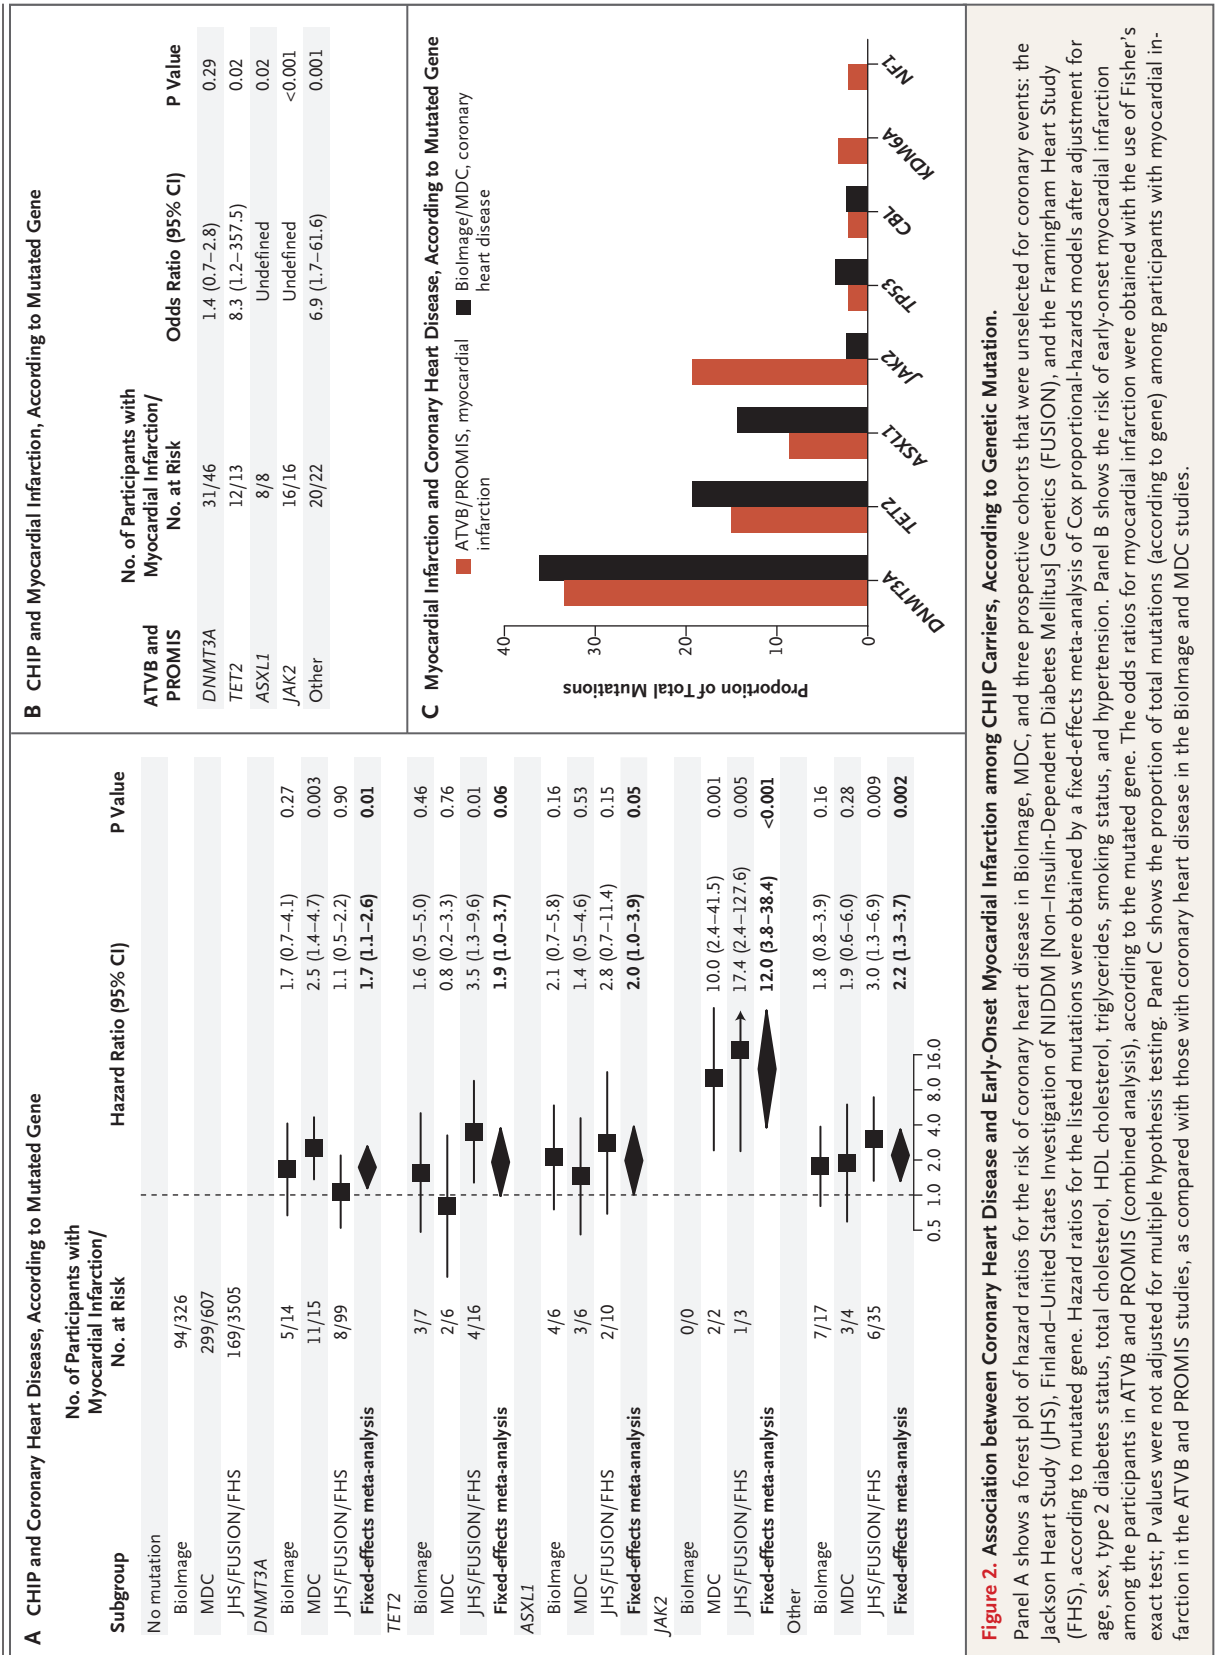 A CHIP and Coronary Heart Disease, According to Mutated Gene
Subgroup No. of Participants with Myocardial Infarction/ No. at Risk Hazard Ratio (95% CI) P Value
No mutation
BioImage 94/326
MDC 299/607
JHS/FUSION/FHS 169/3505
DNMT3A
BioImage 5/14 1.7 (0.7–4.1) 0.27
MDC 11/15 2.5 (1.4–4.7) 0.003
JHS/FUSION/FHS 8/99 1.1 (0.5–2.2) 0.90
Fixed-effects meta-analysis 1.7 (1.1–2.6) 0.01
TET2
BioImage 3/7 1.6 (0.5–5.0) 0.46
MDC 2/6 0.8 (0.2–3.3) 0.76
JHS/FUSION/FHS 4/16 3.5 (1.3–9.6) 0.01
Fixed-effects meta-analysis 1.9 (1.0–3.7) 0.06
ASXL1
BioImage 4/6 2.1 (0.7–5.8) 0.16
MDC 3/6 1.4 (0.5–4.6) 0.53
JHS/FUSION/FHS 2/10 2.8 (0.7–11.4) 0.15
Fixed-effects meta-analysis 2.0 (1.0–3.9) 0.05
JAK2
BioImage 0/0
MDC 2/2 10.0 (2.4–41.5) 0.001
JHS/FUSION/FHS 1/3 17.4 (2.4–127.6) 0.005
Fixed-effects meta-analysis 12.0 (3.8–38.4) <0.001
Other
BioImage 7/17 1.8 (0.8–3.9) 0.16
MDC 3/4 1.9 (0.6–6.0) 0.28
JHS/FUSION/FHS 6/35 3.0 (1.3–6.9) 0.009
Fixed-effects meta-analysis 2.2 (1.3–3.7) 0.002
0.5 1.0 2.0 4.0 8.0 16.0
B CHIP and Myocardial Infarction, According to Mutated Gene
ATVB and PROMIS No. of Participants with Myocardial Infarction/ No. at Risk Odds Ratio (95% CI) P Value
DNMT3A 31/46 1.4 (0.7–2.8) 0.29
TET2 12/13 8.3 (1.2–357.5) 0.02
ASXL1 8/8 Undefined 0.02
JAK2 16/16 Undefined <0.001
Other 20/22 6.9 (1.7–61.6) 0.001
C Myocardial Infarction and Coronary Heart Disease, According to Mutated Gene
ATVB/PROMIS, myocardial infarction
BioImage/MDC, coronary heart disease
Proportion of Total Mutations
40
30
20
10
0
DNMT3A TET2 ASXL1 JAK2 TP53 CBL KDM6A NF1
Figure 2. Association between Coronary Heart Disease and Early-Onset Myocardial Infarction among CHIP Carriers, According to Genetic Mutation.
Panel A shows a forest plot of hazard ratios for the risk of coronary heart disease in BioImage, MDC, and three prospective cohorts that were unselected for coronary events: the
Jackson Heart Study (JHS), Finland–United States Investigation of NIDDM [Non–Insulin-Dependent Diabetes Mellitus] Genetics (FUSION), and the Framingham Heart Study
(FHS), according to mutated gene. Hazard ratios for the listed mutations were obtained by a fixed-effects meta-analysis of Cox proportional-hazards models after adjustment for
age, sex, type 2 diabetes status, total cholesterol, HDL cholesterol, triglycerides, smoking status, and hypertension. Panel B shows the risk of early-onset myocardial infarction
among the participants in ATVB and PROMIS (combined analysis), according to the mutated gene. The odds ratios for myocardial infarction were obtained with the use of Fisher's
exact test; P values were not adjusted for multiple hypothesis testing. Panel C shows the proportion of total mutations (according to gene) among participants with myocardial in-
farction in the ATVB and PROMIS studies, as compared with those with coronary heart disease in the BioImage and MDC studies.